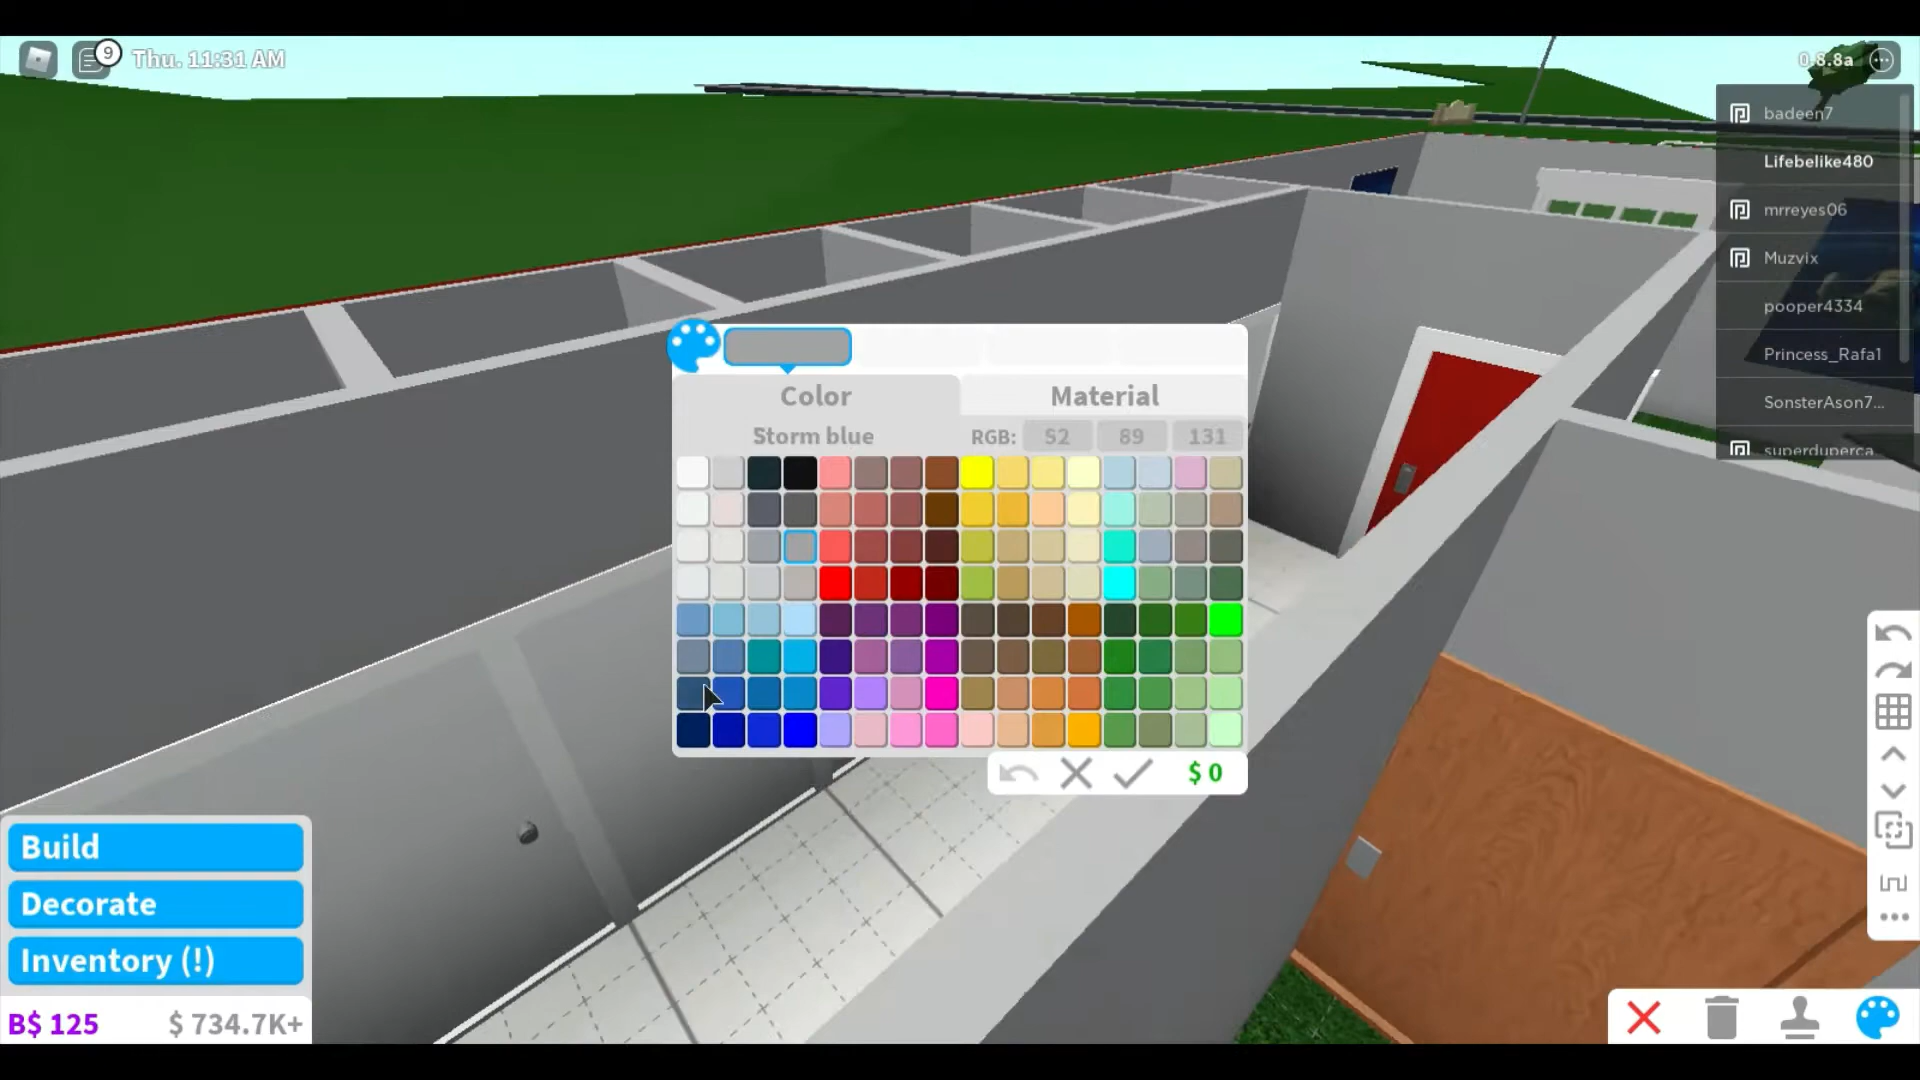 9
Thu. 11:31 AM
0.8.8a
badeen7
Lifebelike480
mrreyes06
Muzvix
pooper4334
Princess_Rafa1
SonsterAson7...
superduperca
Color
Material
Storm blue
RGB: 52 89 131
$ 0
Build
Decorate
Inventory (!)
B$ 125 $ 734.7K+